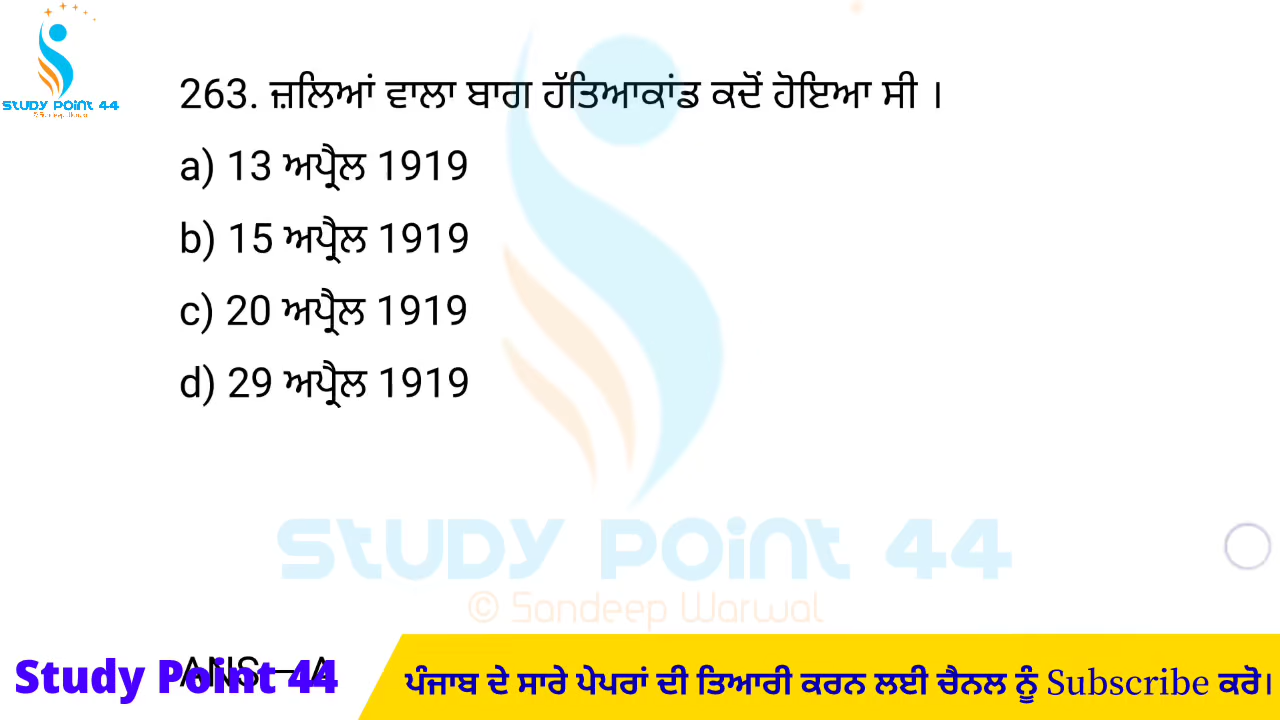 STUDY POINT 44
263. ਜ਼ਲਿਆਂ ਵਾਲਾ ਬਾਗ ਹੱਤਿਆਕਾਂਡ ਕਦੋਂ ਹੋਇਆ ਸੀ ।
a) 13 ਅਪ੍ਰੈਲ 1919
b) 15 ਅਪ੍ਰੈਲ 1919
c) 20 ਅਪ੍ਰੈਲ 1919
d) 29 ਅਪ੍ਰੈਲ 1919
STUDY POINT 44
© Sandeep Warwal
ANS – A
Study Point 44
ਪੰਜਾਬ ਦੇ ਸਾਰੇ ਪੇਪਰਾਂ ਦੀ ਤਿਆਰੀ ਕਰਨ ਲਈ ਚੈਨਲ ਨੂੰ Subscribe ਕਰੋ।